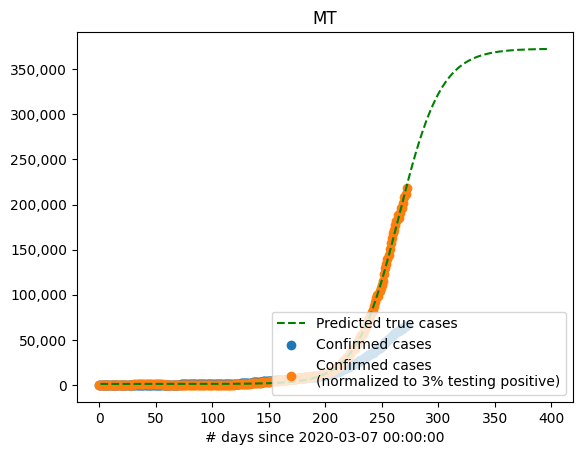 MT
350,000
300,000
250,000
200,000
150,000
100,000
50,000
0
Predicted true cases
Confirmed cases
Confirmed cases
(normalized to 3% testing positive)
0 50 100 150 200 250 300 350 400
# days since 2020-03-07 00:00:00